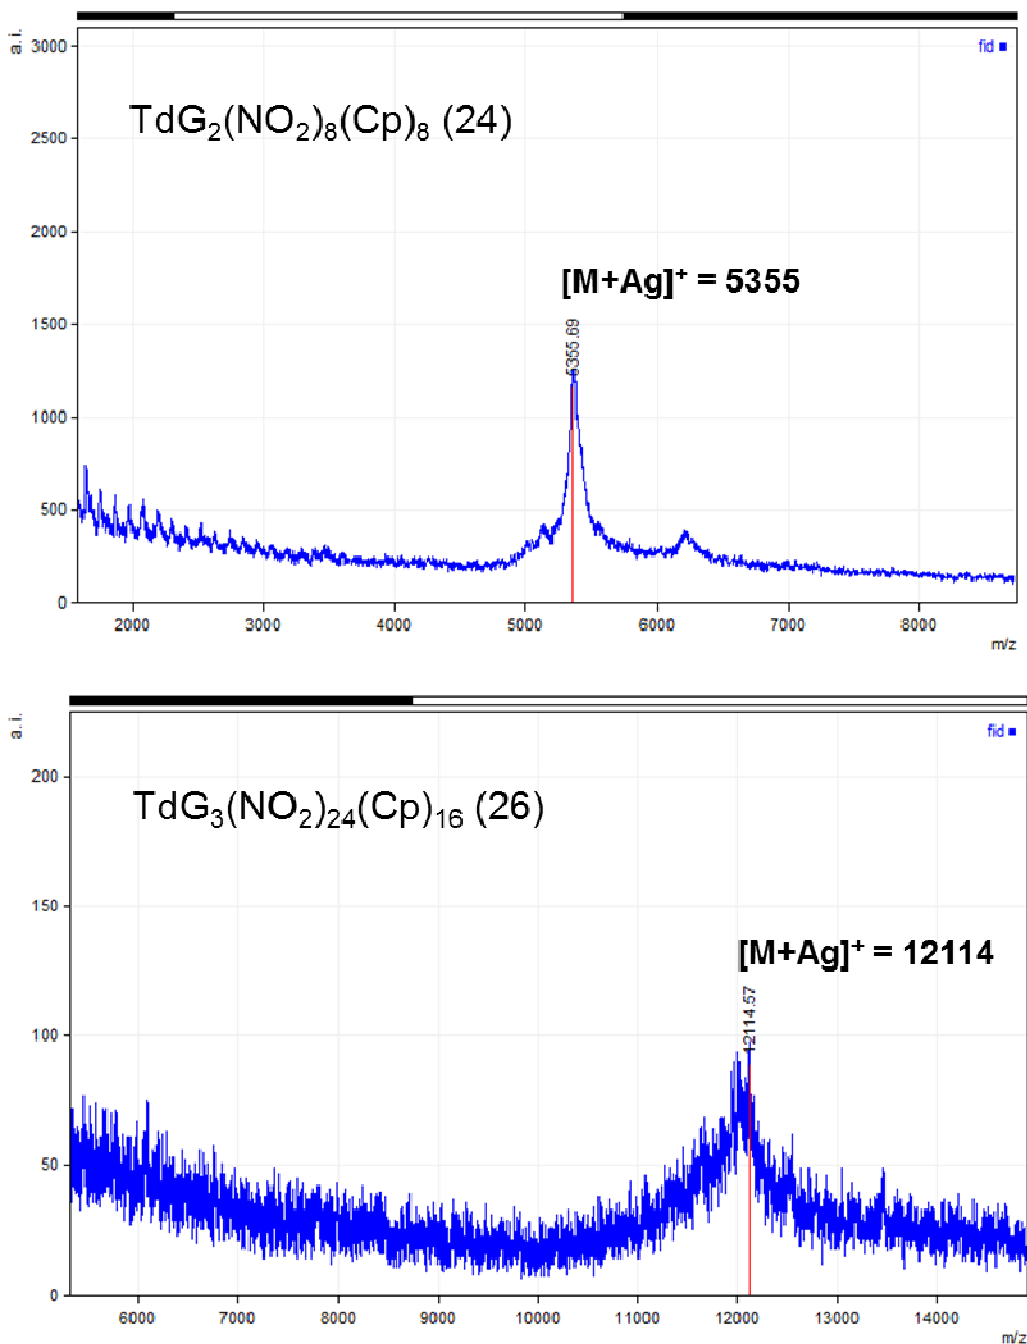 a.i.
3000
fid
TdG₂(NO₂)₈(Cp)₈ (24)
2500
2000
[M+Ag]⁺ = 5355
1500
5355.69
1000
500
0
2000 3000 4000 5000 6000 7000 8000
m/z
a.i.
fid
200
TdG₃(NO₂)₂₄(Cp)₁₆ (26)
150
[M+Ag]⁺ = 12114
12114.57
100
50
0
6000 7000 8000 9000 10000 11000 12000 13000 14000
m/z